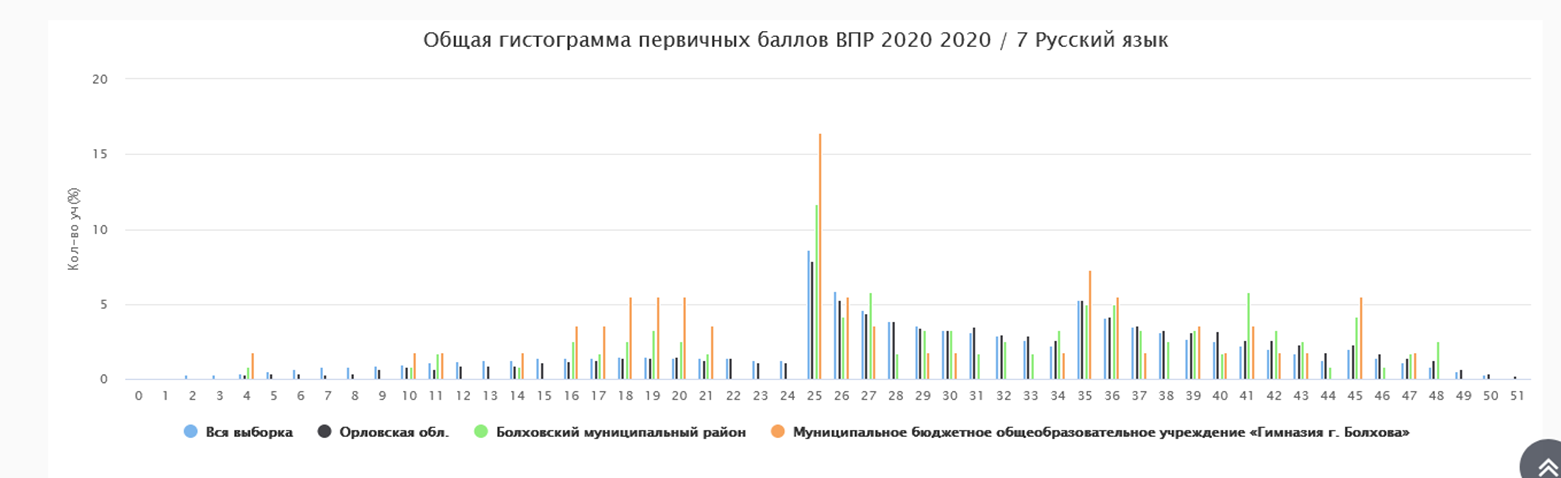 Общая гистограмма первичных баллов ВПР 2020 2020 / 7 Русский язык
Кол-во уч(%)
20
15
10
5
0
0 1 2 3 4 5 6 7 8 9 10 11 12 13 14 15 16 17 18 19 20 21 22 23 24 25 26 27 28 29 30 31 32 33 34 35 36 37 38 39 40 41 42 43 44 45 46 47 48 49 50 51
Вся выборка Орловская обл. Болховский муниципальный район Муниципальное бюджетное общеобразовательное учреждение «Гимназия г. Болхова»